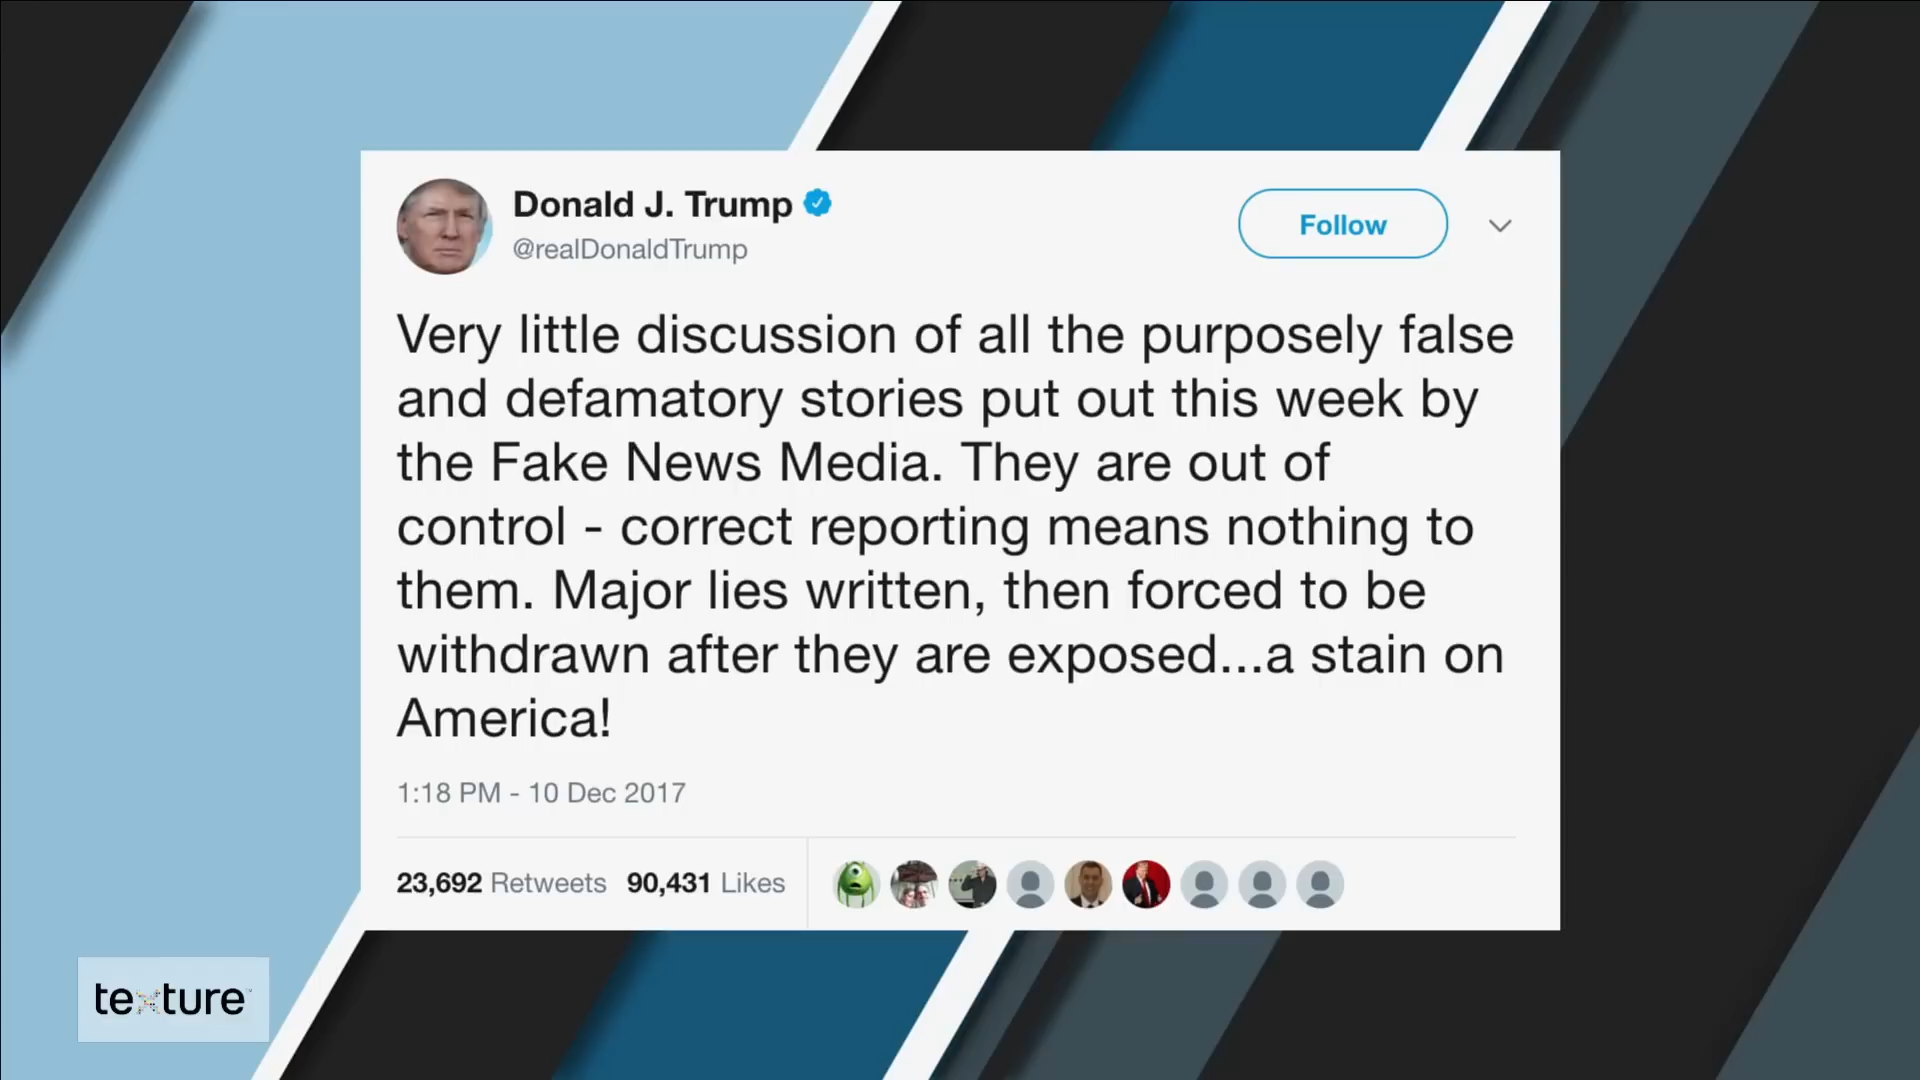 Donald J. Trump
@realDonaldTrump
Follow
Very little discussion of all the purposely false
and defamatory stories put out this week by
the Fake News Media. They are out of
control - correct reporting means nothing to
them. Major lies written, then forced to be
withdrawn after they are exposed...a stain on
America!
1:18 PM - 10 Dec 2017
23,692 Retweets 90,431 Likes
texture